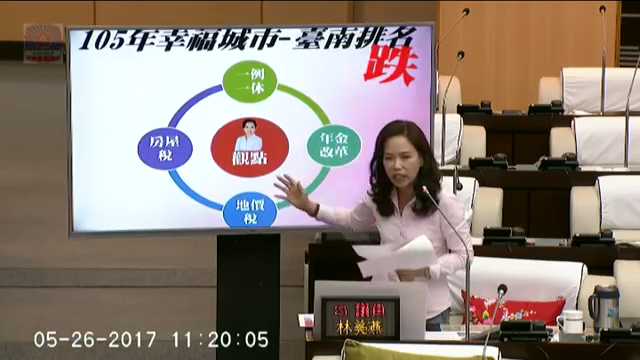 105年幸福城市-臺南排名
跌
一例
一休
房屋
稅
觀點
年金
改革
地價
稅
議員
林美燕
05-26-2017 11:20:05